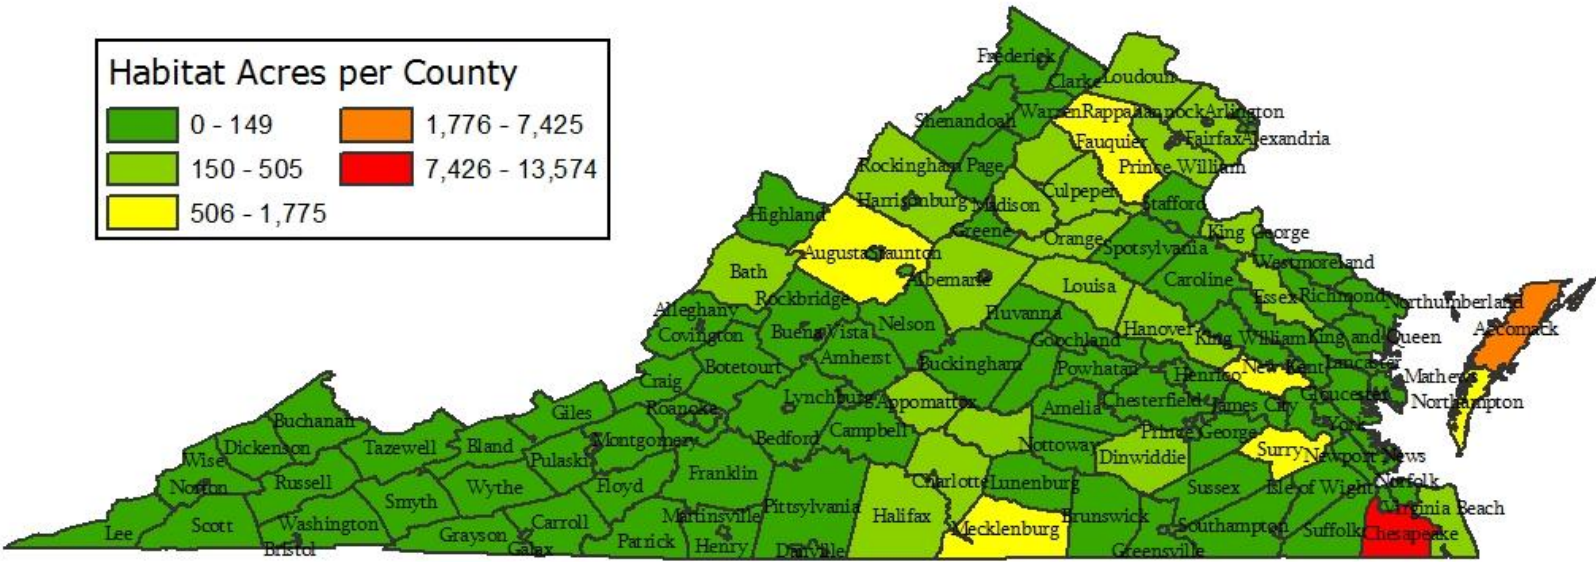 Habitat Acres per County
0 - 149
1,776 - 7,425
150 - 505
7,426 - 13,574
506 - 1,775
Frederick
Clarke
Loudoun
Warren
Rappahannock
Arlington
Shenandoah
Fauquier
Fairfax
Alexandria
Rockingham
Page
Prince William
Culpeper
Harrisonburg
Madison
Stafford
Highland
Greene
Orange
King George
Spotsylvania
Augusta
Staunton
Westmoreland
Bath
Albemarle
Louisa
Caroline
Essex
Richmond
Northumberland
Rockbridge
Alleghany
Fluvanna
Nelson
Hanover
Accomack
Covington
Buena Vista
Goochland
King William
King and Queen
Amherst
Buckingham
Botetourt
Powhatan
Henrico
New Kent
Lancaster
Mathews
Craig
Lynchburg
Appomattox
Amelia
Chesterfield
James City
Gloucester
Northampton
Giles
Roanoke
Buchanan
Bedford
Campbell
Prince George
York
Dickenson
Tazewell
Bland
Montgomery
Nottoway
Dinwiddie
Surry
Newport News
Wise
Pulaski
Norton
Russell
Wythe
Floyd
Franklin
Charlotte
Lunenburg
Sussex
Isle of Wight
Norfolk
Smyth
Pittsylvania
Virginia Beach
Lee
Scott
Washington
Carroll
Martinsville
Halifax
Mecklenburg
Brunswick
Southampton
Suffolk
Chesapeake
Bristol
Grayson
Galax
Patrick
Henry
Danville
Greensville